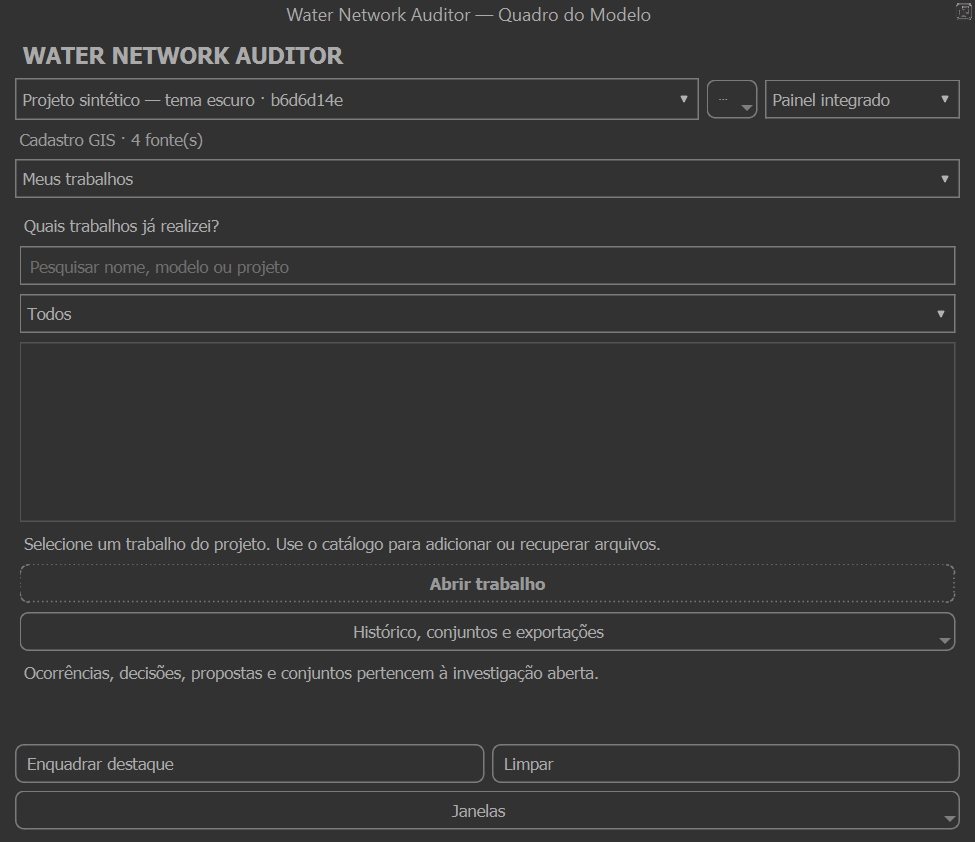 Water Network Auditor — Quadro do Modelo
WATER NETWORK AUDITOR
Projeto sintético — tema escuro · b6d6d14e
...
Painel integrado
Cadastro GIS · 4 fonte(s)
Meus trabalhos
Quais trabalhos já realizei?
Pesquisar nome, modelo ou projeto
Todos
Selecione um trabalho do projeto. Use o catálogo para adicionar ou recuperar arquivos.
Abrir trabalho
Histórico, conjuntos e exportações
Ocorrências, decisões, propostas e conjuntos pertencem à investigação aberta.
Enquadrar destaque
Limpar
Janelas